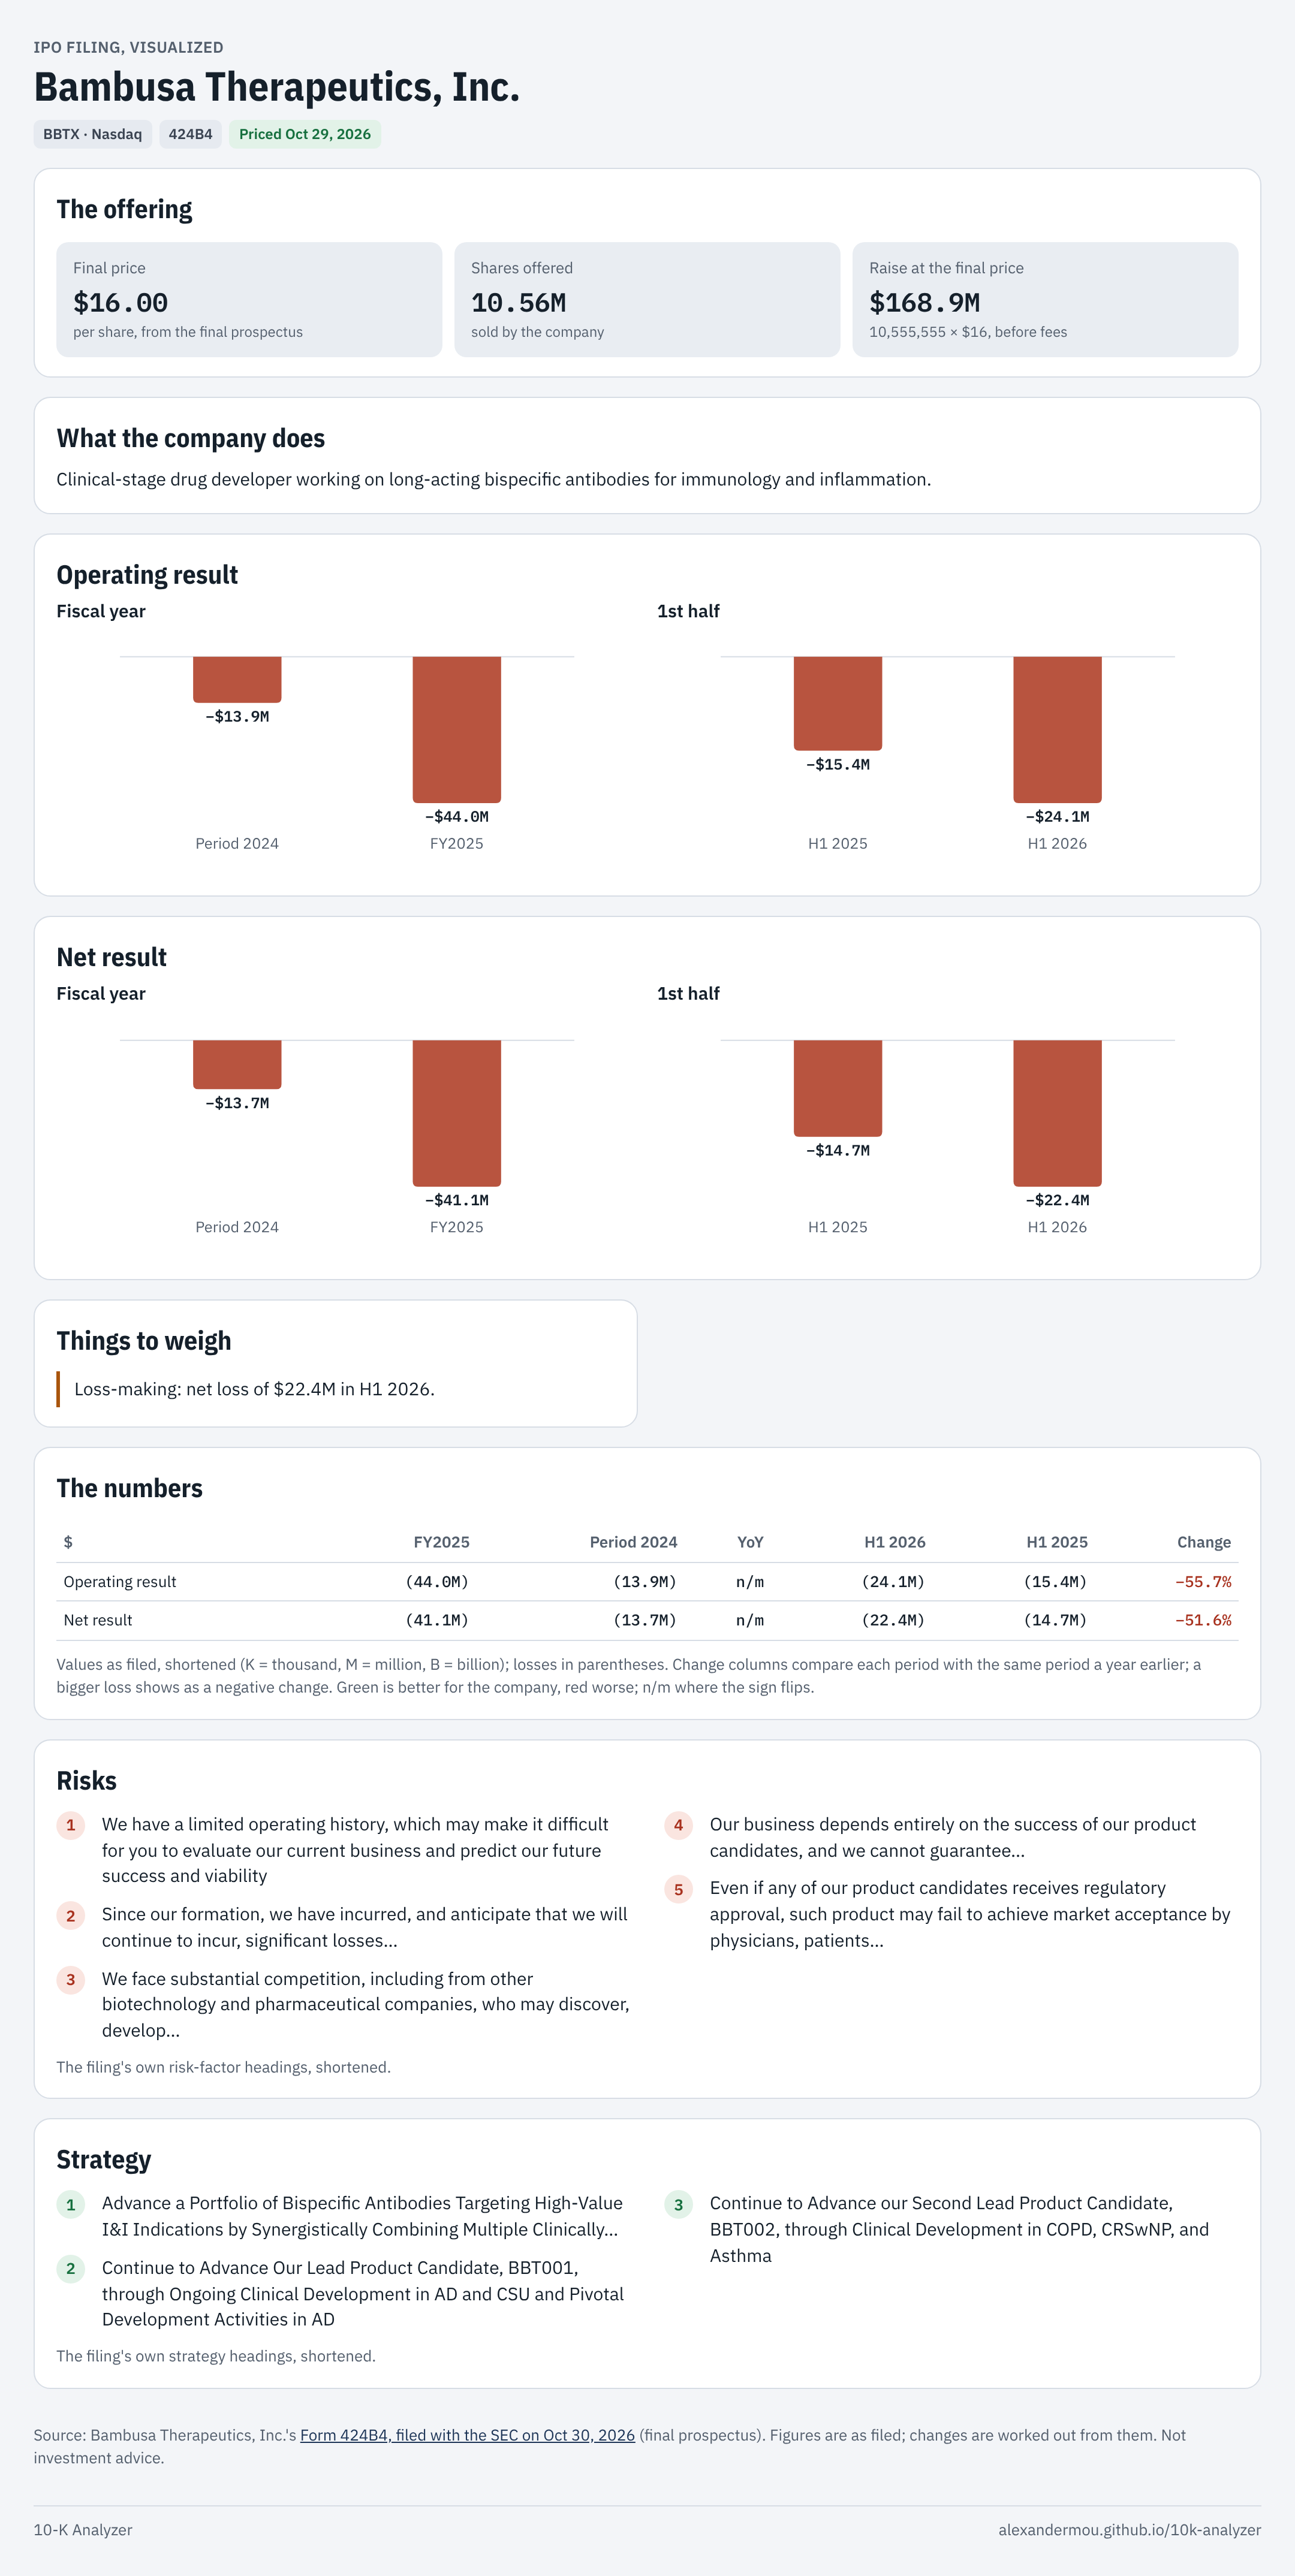 IPO FILING, VISUALIZED
Bambusa Therapeutics, Inc.
BBTX · Nasdaq
424B4
Priced Oct 29, 2026
The offering
Final price
$16.00
per share, from the final prospectus
Shares offered
10.56M
sold by the company
Raise at the final price
$168.9M
10,555,555 × $16, before fees
What the company does
Clinical-stage drug developer working on long-acting bispecific antibodies for immunology and inflammation.
Operating result
Fiscal year
−$13.9M
−$44.0M
Period 2024
FY2025
1st half
−$15.4M
−$24.1M
H1 2025
H1 2026
Net result
Fiscal year
−$13.7M
−$41.1M
Period 2024
FY2025
1st half
−$14.7M
−$22.4M
H1 2025
H1 2026
Things to weigh
Loss-making: net loss of $22.4M in H1 2026.
The numbers
$ FY2025 Period 2024 YoY H1 2026 H1 2025 Change
Operating result (44.0M) (13.9M) n/m (24.1M) (15.4M) −55.7%
Net result (41.1M) (13.7M) n/m (22.4M) (14.7M) −51.6%
Values as filed, shortened (K = thousand, M = million, B = billion); losses in parentheses. Change columns compare each period with the same period a year earlier; a
bigger loss shows as a negative change. Green is better for the company, red worse; n/m where the sign flips.
Risks
1 We have a limited operating history, which may make it difficult
for you to evaluate our current business and predict our future
success and viability
2 Since our formation, we have incurred, and anticipate that we will
continue to incur, significant losses…
3 We face substantial competition, including from other
biotechnology and pharmaceutical companies, who may discover,
develop…
4 Our business depends entirely on the success of our product
candidates, and we cannot guarantee…
5 Even if any of our product candidates receives regulatory
approval, such product may fail to achieve market acceptance by
physicians, patients…
The filing's own risk-factor headings, shortened.
Strategy
1 Advance a Portfolio of Bispecific Antibodies Targeting High-Value
I&I Indications by Synergistically Combining Multiple Clinically…
2 Continue to Advance Our Lead Product Candidate, BBT001,
through Ongoing Clinical Development in AD and CSU and Pivotal
Development Activities in AD
3 Continue to Advance our Second Lead Product Candidate,
BBT002, through Clinical Development in COPD, CRSwNP, and
Asthma
The filing's own strategy headings, shortened.
Source: Bambusa Therapeutics, Inc.'s Form 424B4, filed with the SEC on Oct 30, 2026 (final prospectus). Figures are as filed; changes are worked out from them. Not
investment advice.
10-K Analyzer
alexandermou.github.io/10k-analyzer